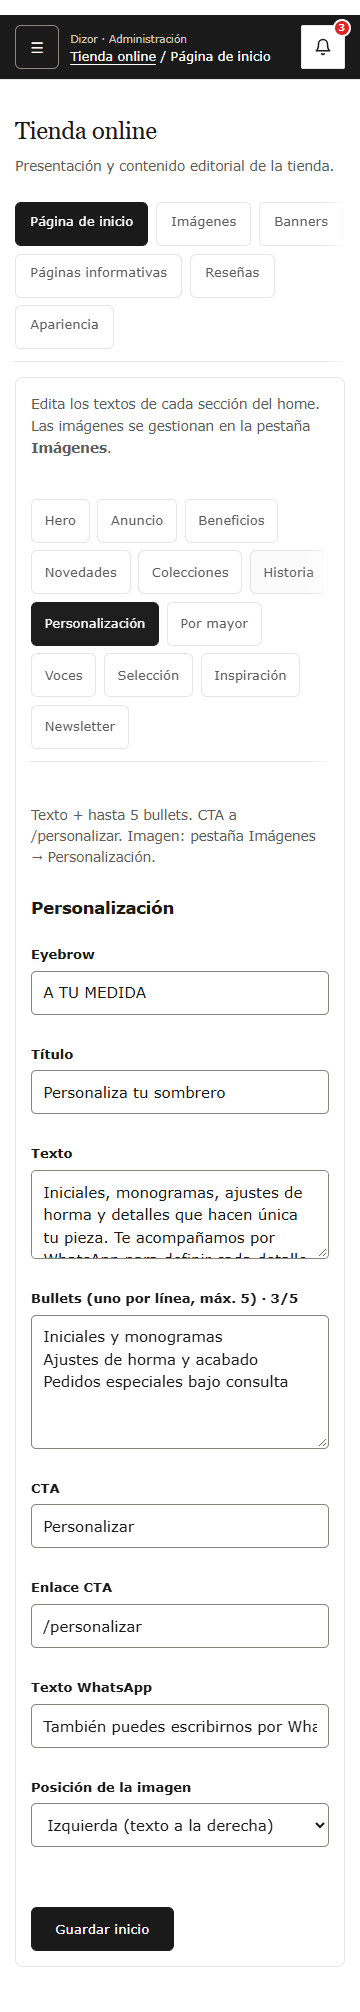 Dizor · Administración
Tienda online / Página de inicio
3
Tienda online
Presentación y contenido editorial de la tienda.
Página de inicio
Imágenes
Banners
Páginas informativas
Reseñas
Apariencia
Edita los textos de cada sección del home.
Las imágenes se gestionan en la pestaña
Imágenes.
Hero
Anuncio
Beneficios
Novedades
Colecciones
Historia
Personalización
Por mayor
Voces
Selección
Inspiración
Newsletter
Texto + hasta 5 bullets. CTA a
/personalizar. Imagen: pestaña Imágenes
→ Personalización.
Personalización
Eyebrow
A TU MEDIDA
Título
Personaliza tu sombrero
Texto
Iniciales, monogramas, ajustes de
horma y detalles que hacen única
tu pieza. Te acompañamos por
WhatsApp para definir cada detalle
Bullets (uno por línea, máx. 5) · 3/5
Iniciales y monogramas
Ajustes de horma y acabado
Pedidos especiales bajo consulta
CTA
Personalizar
Enlace CTA
/personalizar
Texto WhatsApp
También puedes escribirnos por Wha
Posición de la imagen
Izquierda (texto a la derecha)
Guardar inicio